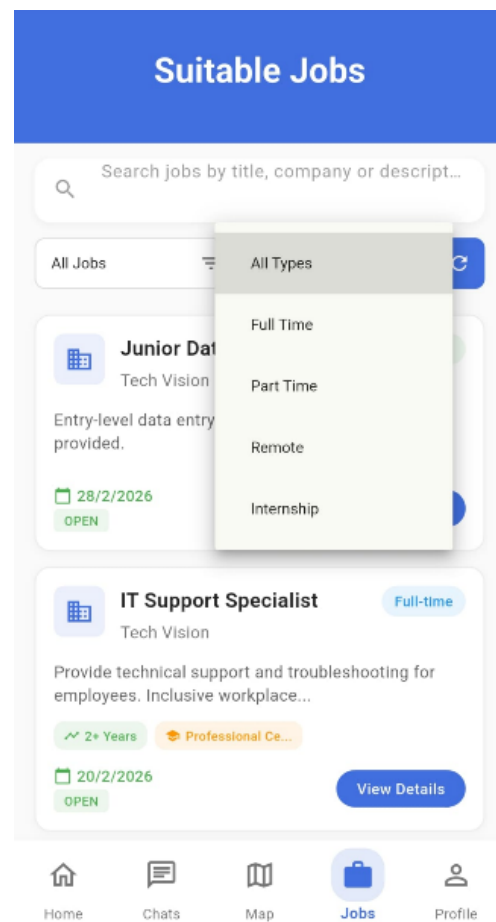 Suitable Jobs
Search jobs by title, company or descript...
All Jobs
All Types
Full Time
Part Time
Remote
Internship
Junior Dat
Tech Vision
Entry-level data entry
provided.
28/2/2026
OPEN
IT Support Specialist
Full-time
Tech Vision
Provide technical support and troubleshooting for
employees. Inclusive workplace...
2+ Years
Professional Ce...
20/2/2026
OPEN
View Details
Home
Chats
Map
Jobs
Profile